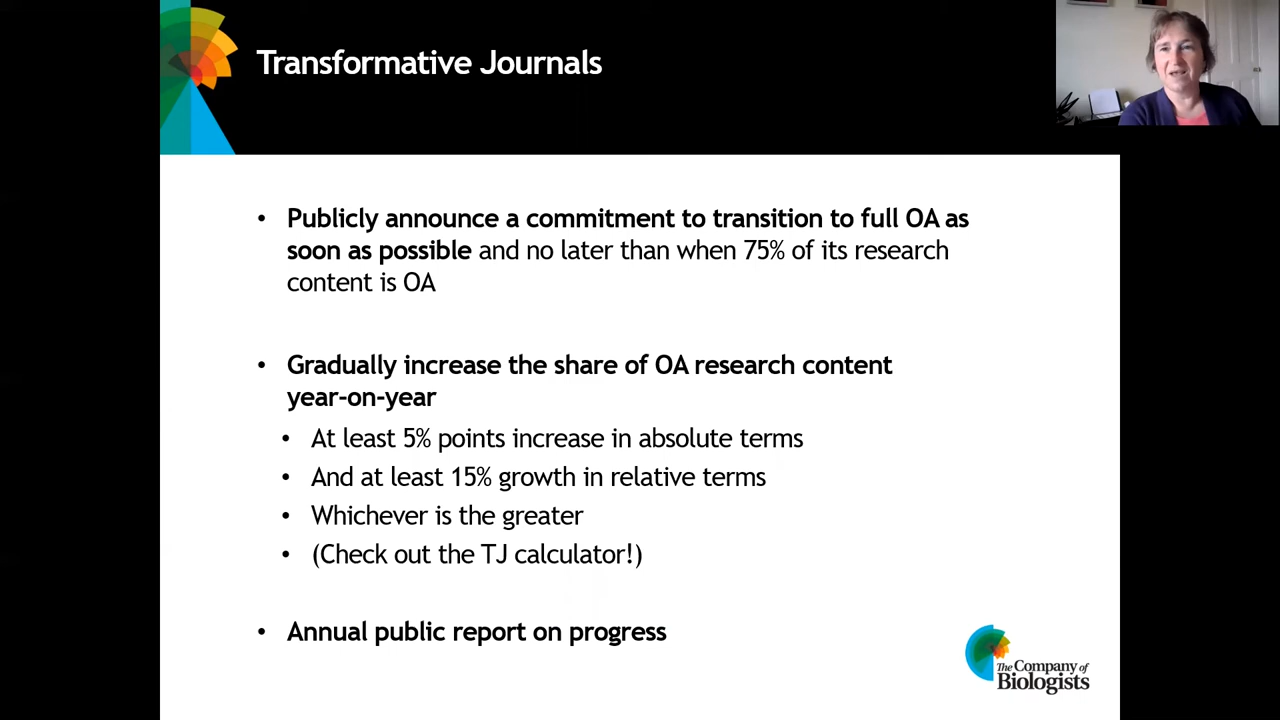 Transformative Journals
• Publicly announce a commitment to transition to full OA as
soon as possible and no later than when 75% of its research
content is OA
• Gradually increase the share of OA research content
year-on-year
• At least 5% points increase in absolute terms
• And at least 15% growth in relative terms
• Whichever is the greater
• (Check out the TJ calculator!)
• Annual public report on progress
The Company of
Biologists